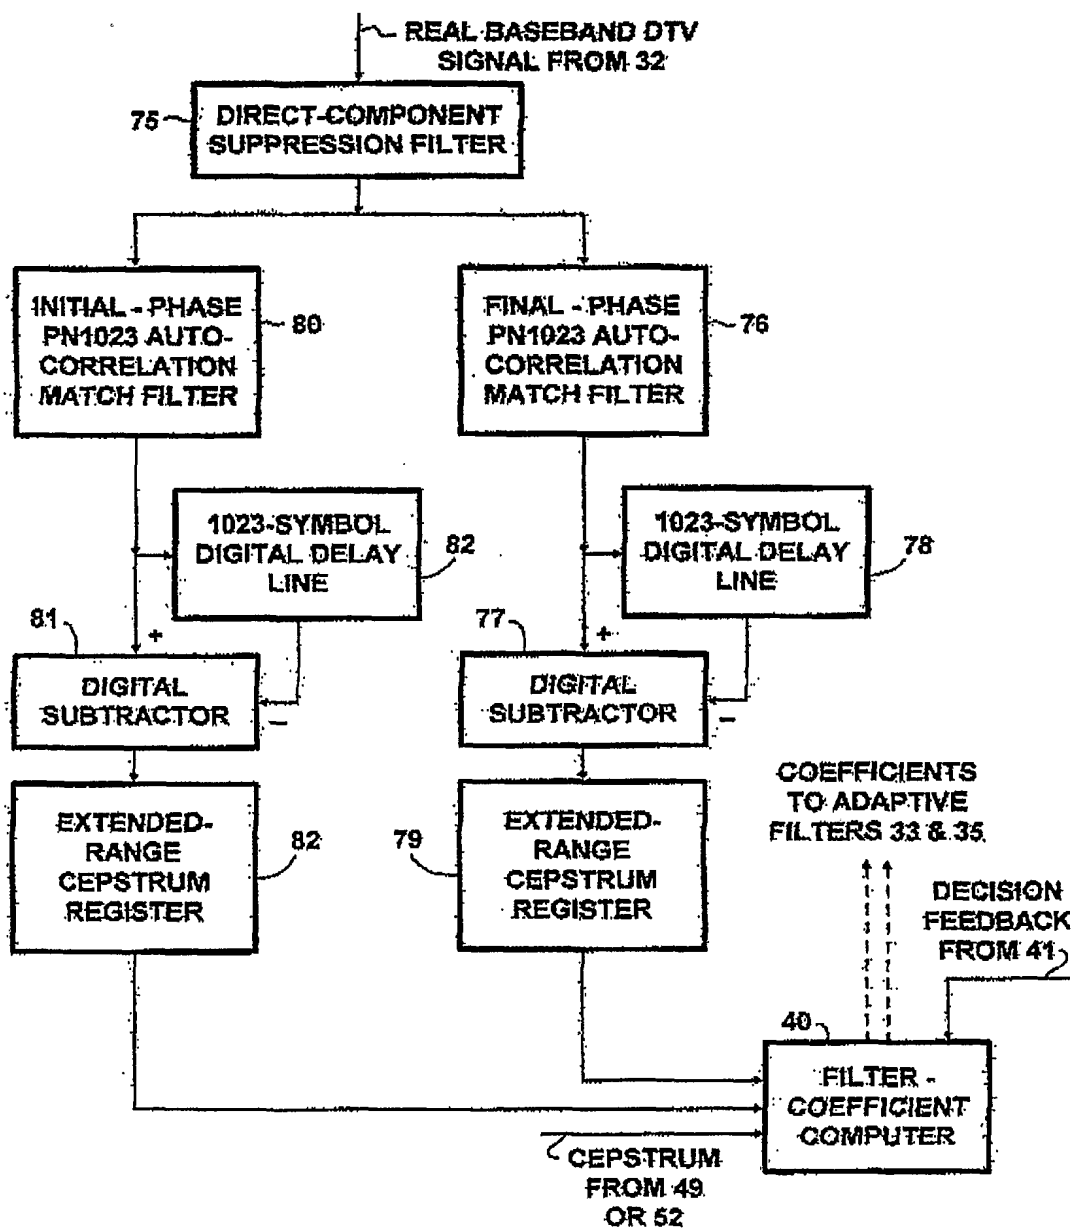 REAL BASEBAND DTV
SIGNAL FROM 32
75
DIRECT-COMPONENT
SUPPRESSION FILTER
INITIAL - PHASE
PN1023 AUTO-
CORRELATION
MATCH FILTER
80
FINAL - PHASE
PN1023 AUTO-
CORRELATION
MATCH FILTER
76
1023-SYMBOL
DIGITAL DELAY
LINE
82
1023-SYMBOL
DIGITAL DELAY
LINE
78
81
+
DIGITAL
SUBTRACTOR
–
77
+
DIGITAL
SUBTRACTOR
–
EXTENDED-
RANGE
CEPSTRUM
REGISTER
82
79
EXTENDED-
RANGE
CEPSTRUM
REGISTER
COEFFICIENTS
TO ADAPTIVE
FILTERS 33 & 35
DECISION
FEEDBACK
FROM 41
40
FILTER -
COEFFICIENT
COMPUTER
CEPSTRUM
FROM 49
OR 52